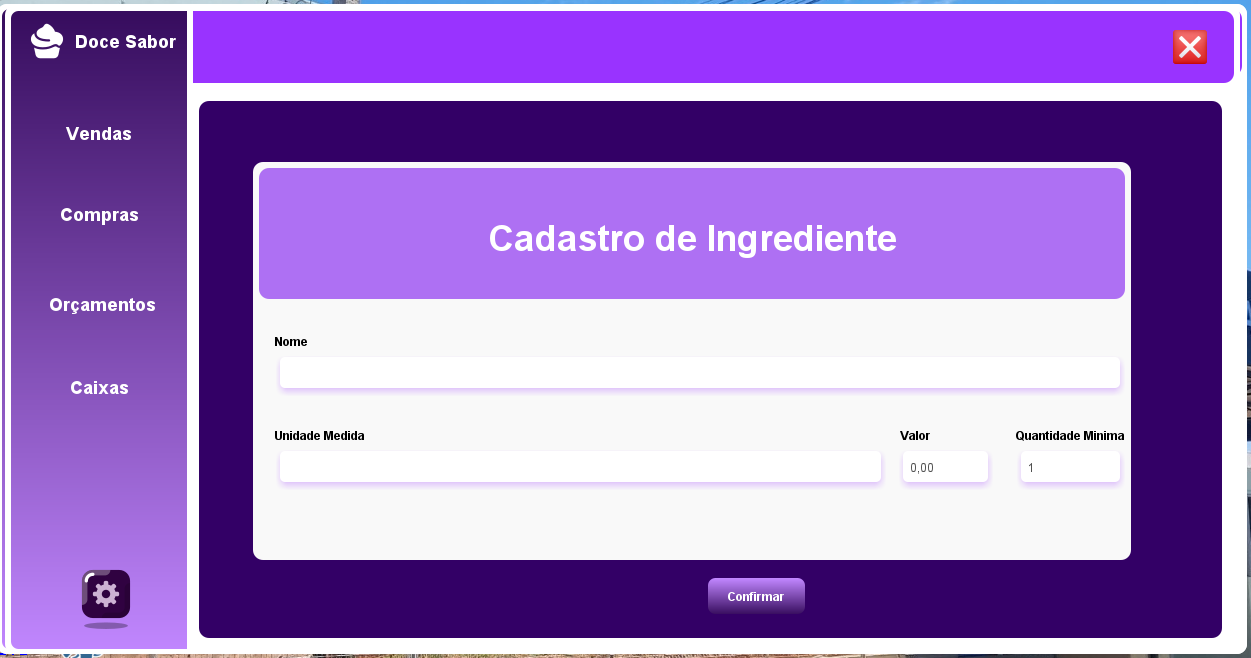 Doce Sabor
Vendas
Compras
Orçamentos
Caixas
Cadastro de Ingrediente
Nome
Unidade Medida
Valor
Quantidade Minima
0,00
1
Confirmar